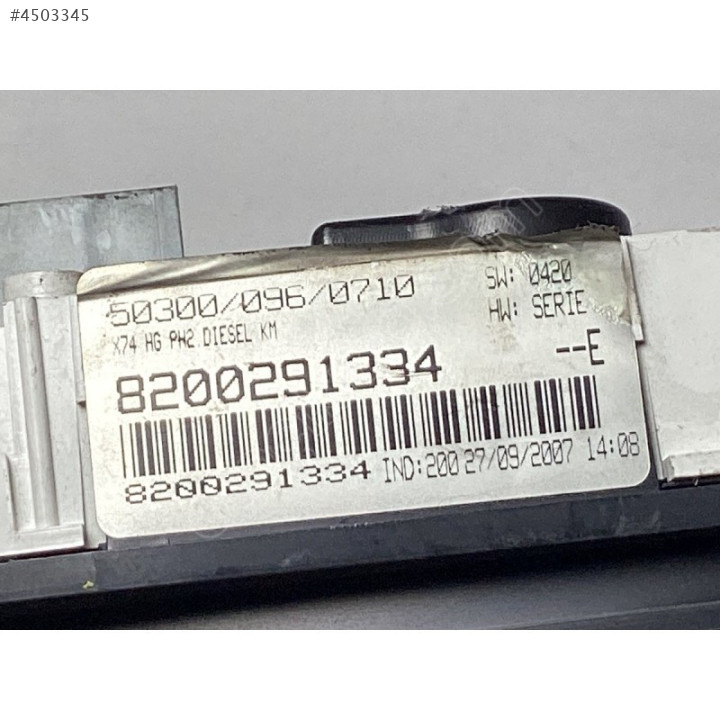 #4503345
50300/096/0710
SW: 0420
X74 HG PH2 DIESEL KM
HW: SERIE
8200291334
--E
8200291334 IND:200 27/09/2007 14:08